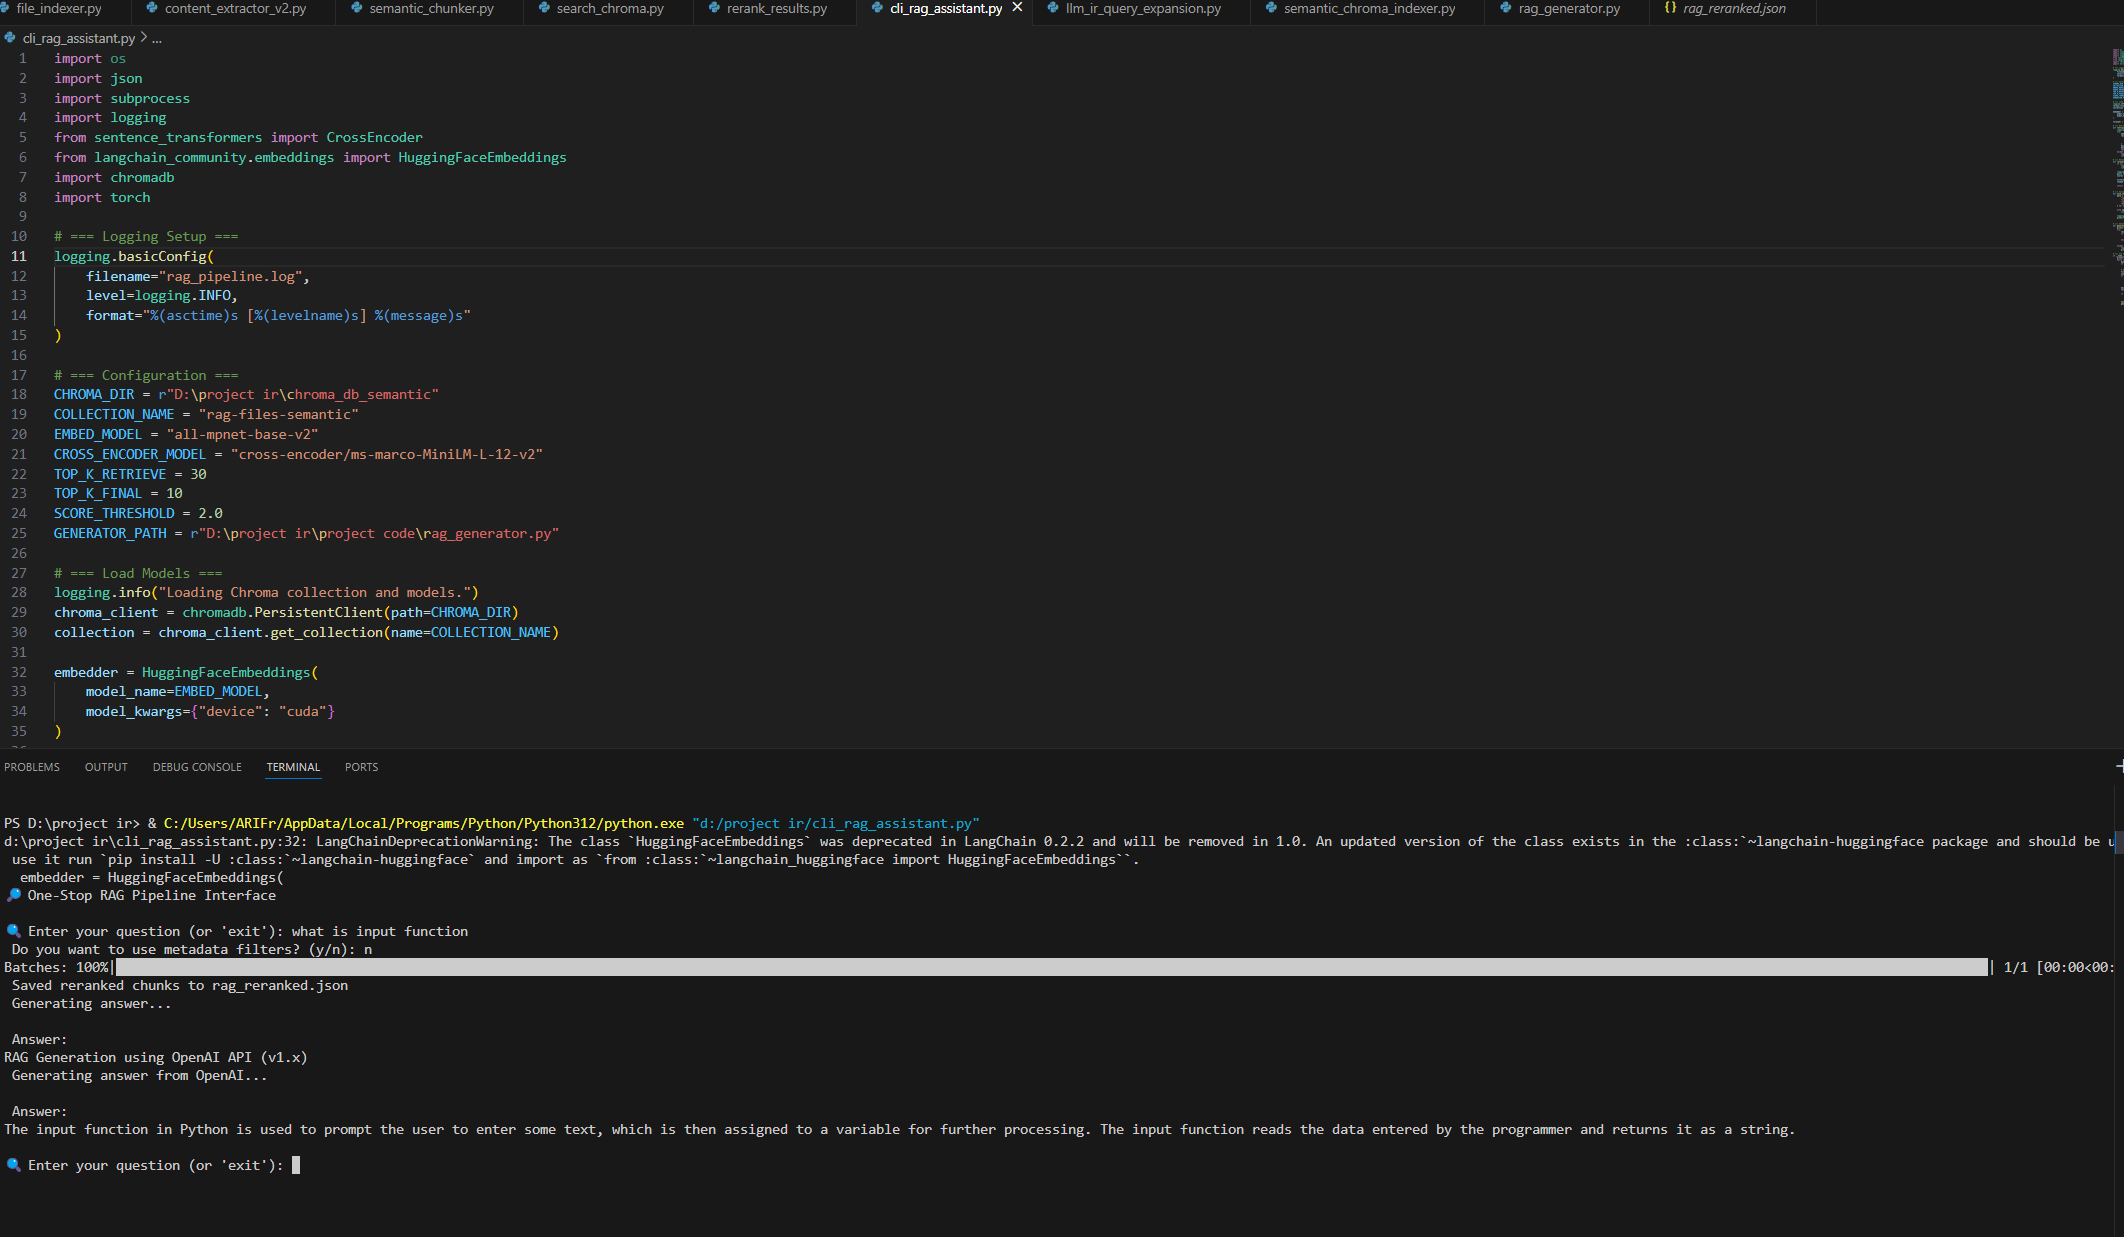 file_indexer.py content_extractor_v2.py semantic_chunker.py search_chroma.py rerank_results.py cli_rag_assistant.py llm_ir_query_expansion.py semantic_chroma_indexer.py rag_generator.py {} rag_reranked.json
cli_rag_assistant.py > ...
1 import os
2 import json
3 import subprocess
4 import logging
5 from sentence_transformers import CrossEncoder
6 from langchain_community.embeddings import HuggingFaceEmbeddings
7 import chromadb
8 import torch
9
10 # === Logging Setup ===
11 logging.basicConfig(
12     filename="rag_pipeline.log",
13     level=logging.INFO,
14     format="%(asctime)s [%(levelname)s] %(message)s"
15 )
16
17 # === Configuration ===
18 CHROMA_DIR = r"D:\project ir\chroma_db_semantic"
19 COLLECTION_NAME = "rag-files-semantic"
20 EMBED_MODEL = "all-mpnet-base-v2"
21 CROSS_ENCODER_MODEL = "cross-encoder/ms-marco-MiniLM-L-12-v2"
22 TOP_K_RETRIEVE = 30
23 TOP_K_FINAL = 10
24 SCORE_THRESHOLD = 2.0
25 GENERATOR_PATH = r"D:\project ir\project code\rag_generator.py"
26
27 # === Load Models ===
28 logging.info("Loading Chroma collection and models.")
29 chroma_client = chromadb.PersistentClient(path=CHROMA_DIR)
30 collection = chroma_client.get_collection(name=COLLECTION_NAME)
31
32 embedder = HuggingFaceEmbeddings(
33     model_name=EMBED_MODEL,
34     model_kwargs={"device": "cuda"}
35 )
PROBLEMS OUTPUT DEBUG CONSOLE TERMINAL PORTS
PS D:\project ir> & C:/Users/ARIFr/AppData/Local/Programs/Python/Python312/python.exe "d:/project ir/cli_rag_assistant.py"
d:\project ir\cli_rag_assistant.py:32: LangChainDeprecationWarning: The class `HuggingFaceEmbeddings` was deprecated in LangChain 0.2.2 and will be removed in 1.0. An updated version of the class exists in the :class:`~langchain-huggingface package and should be u
use it run `pip install -U :class:`~langchain-huggingface` and import as `from :class:`~langchain_huggingface import HuggingFaceEmbeddings``.
embedder = HuggingFaceEmbeddings(
🔎 One-Stop RAG Pipeline Interface
🔍 Enter your question (or 'exit'): what is input function
Do you want to use metadata filters? (y/n): n
Batches: 100%| | 1/1 [00:00<00:
Saved reranked chunks to rag_reranked.json
Generating answer...
Answer:
RAG Generation using OpenAI API (v1.x)
Generating answer from OpenAI...
Answer:
The input function in Python is used to prompt the user to enter some text, which is then assigned to a variable for further processing. The input function reads the data entered by the programmer and returns it as a string.
🔍 Enter your question (or 'exit'):